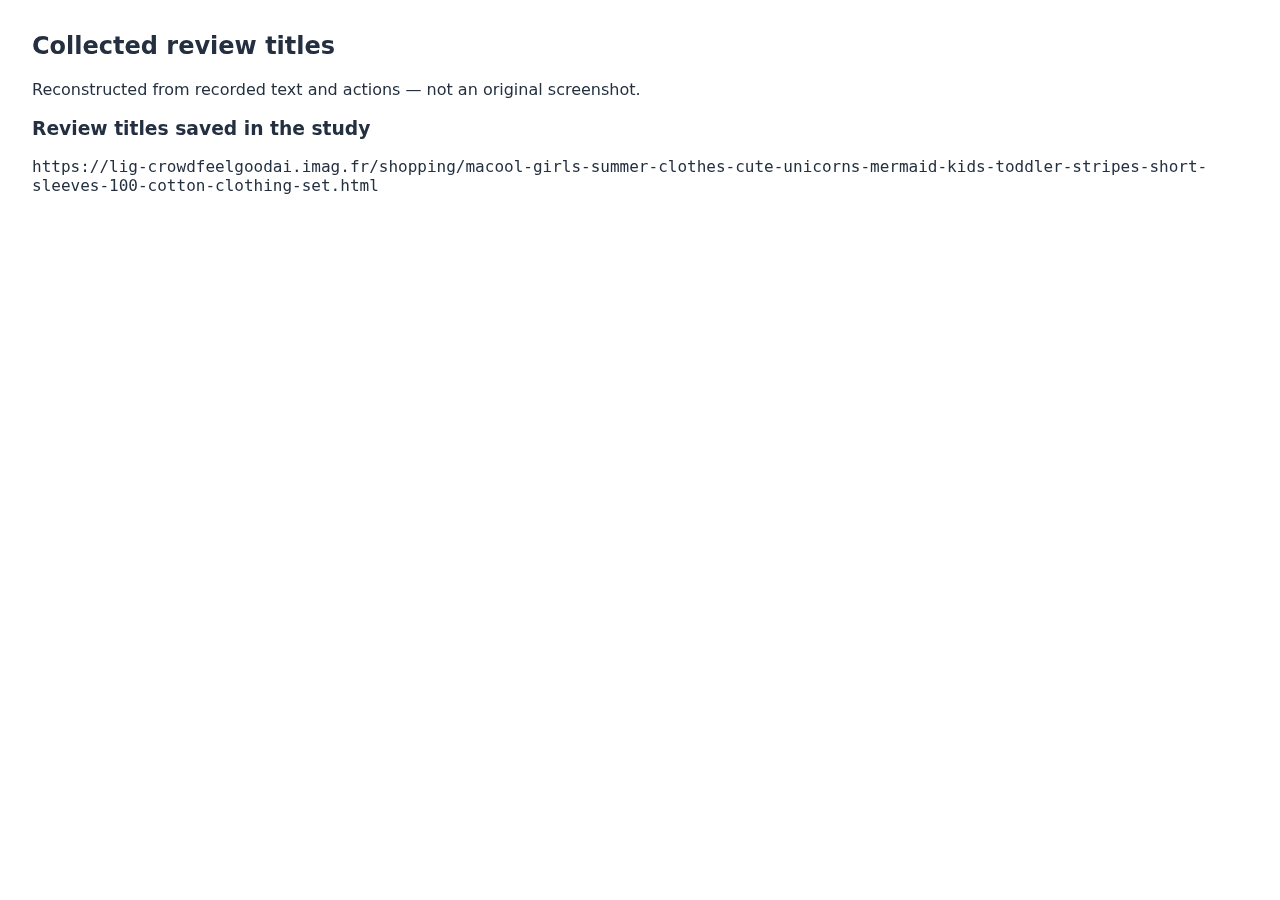 Collected review titles
Reconstructed from recorded text and actions — not an original screenshot.
Review titles saved in the study
https://lig-crowdfeelgoodai.imag.fr/shopping/macool-girls-summer-clothes-cute-unicorns-mermaid-kids-toddler-stripes-short-
sleeves-100-cotton-clothing-set.html